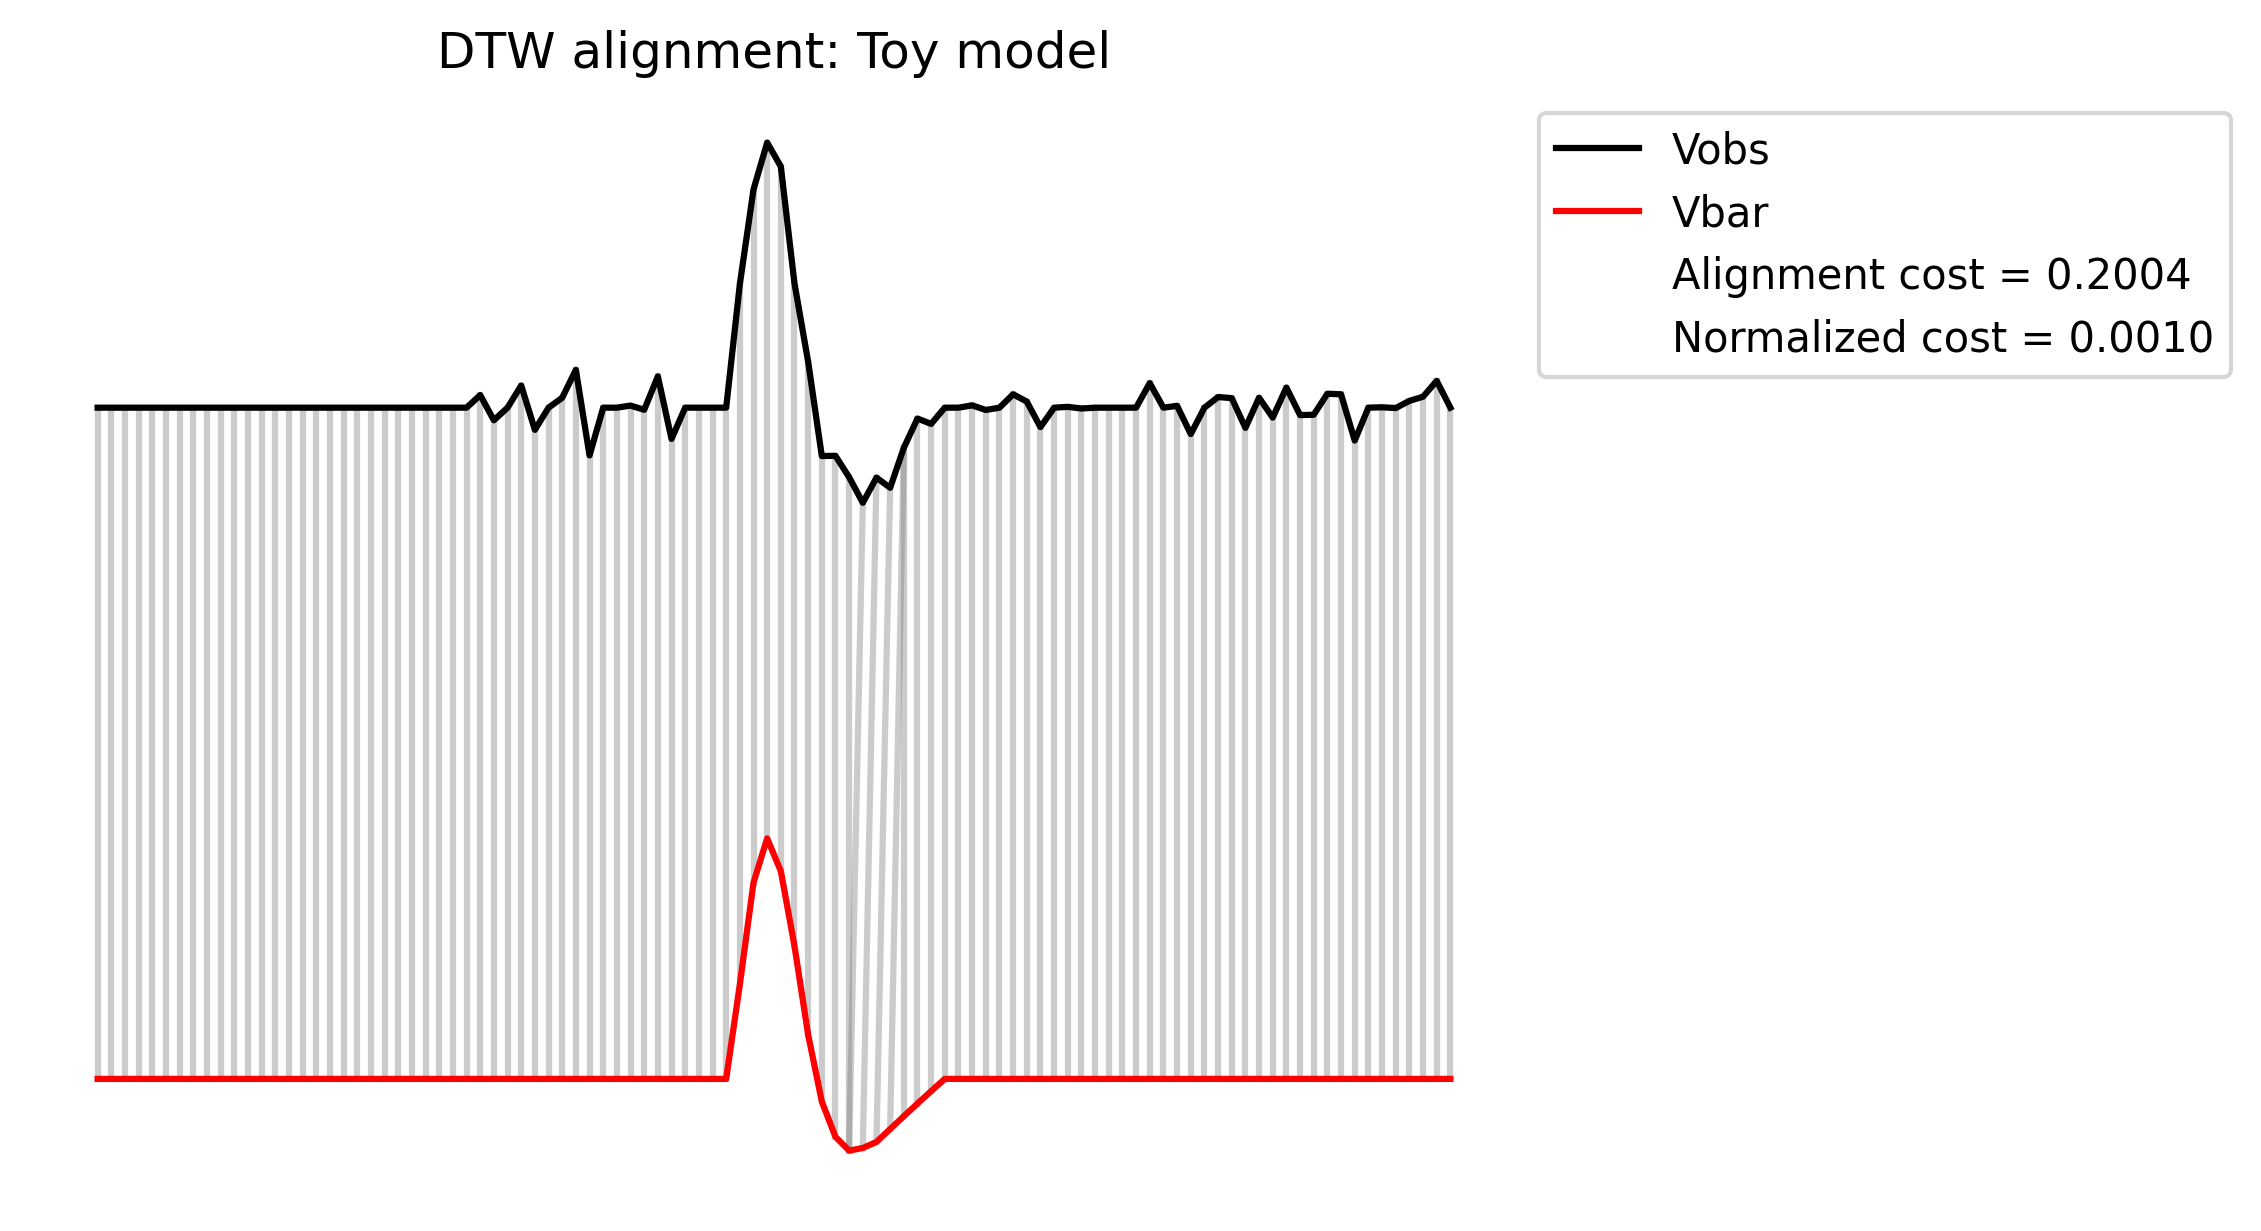 DTW alignment: Toy model
Vobs
Vbar
Alignment cost = 0.2004
Normalized cost = 0.0010